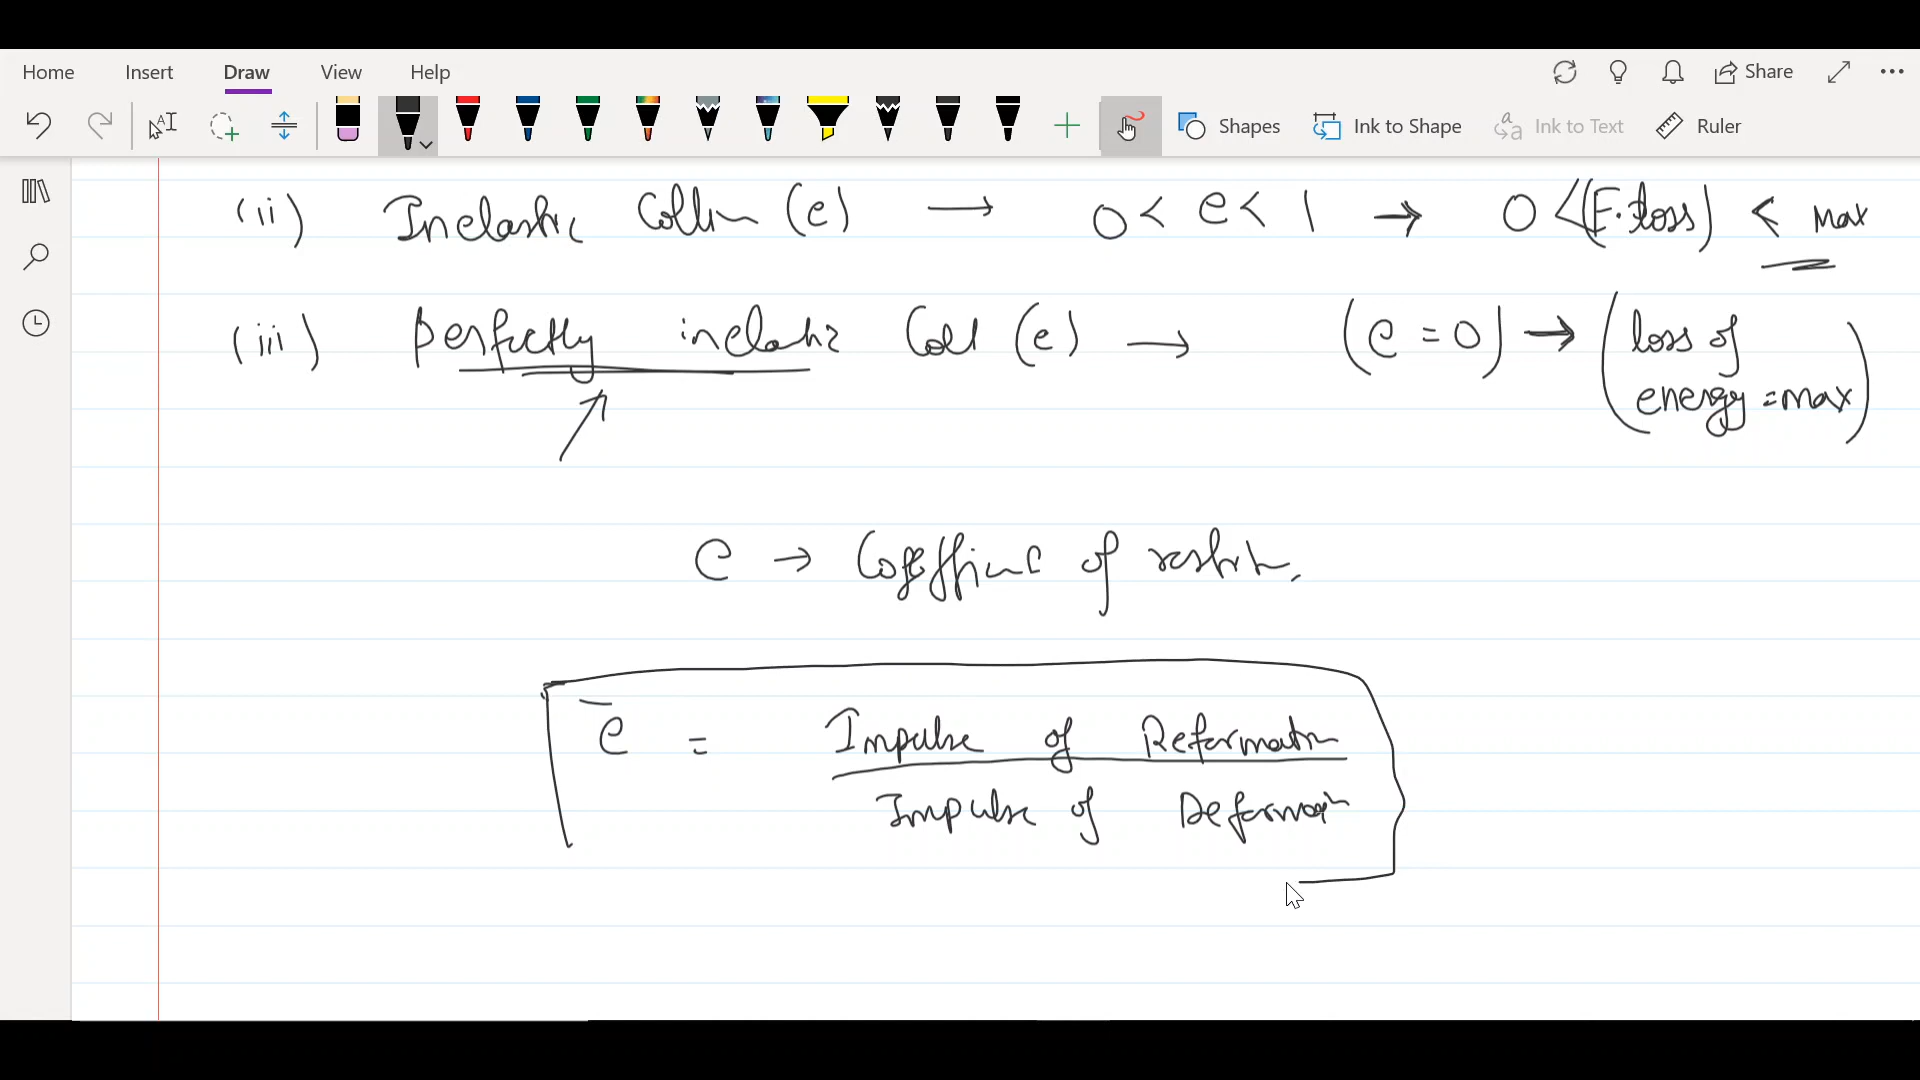 Home Insert Draw View Help Share
Shapes Ink to Shape Ink to Text Ruler
(ii) Inelastic Collin (e) → 0 < e < 1 → 0 < (E. loss) < max
(iii) perfectly inelastic Coll (e) → (e = 0) → (loss of
energy = max)
e → Coefficient of
e = Impulse of Reformation
Impulse of Deformation